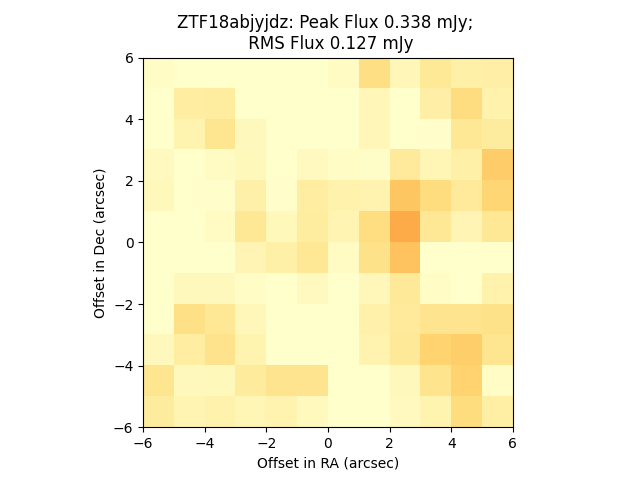 ZTF18abjyjdz: Peak Flux 0.338 mJy;
RMS Flux 0.127 mJy
6
4
2
0
−2
−4
−6
Offset in Dec (arcsec)
−6 −4 −2 0 2 4 6
Offset in RA (arcsec)